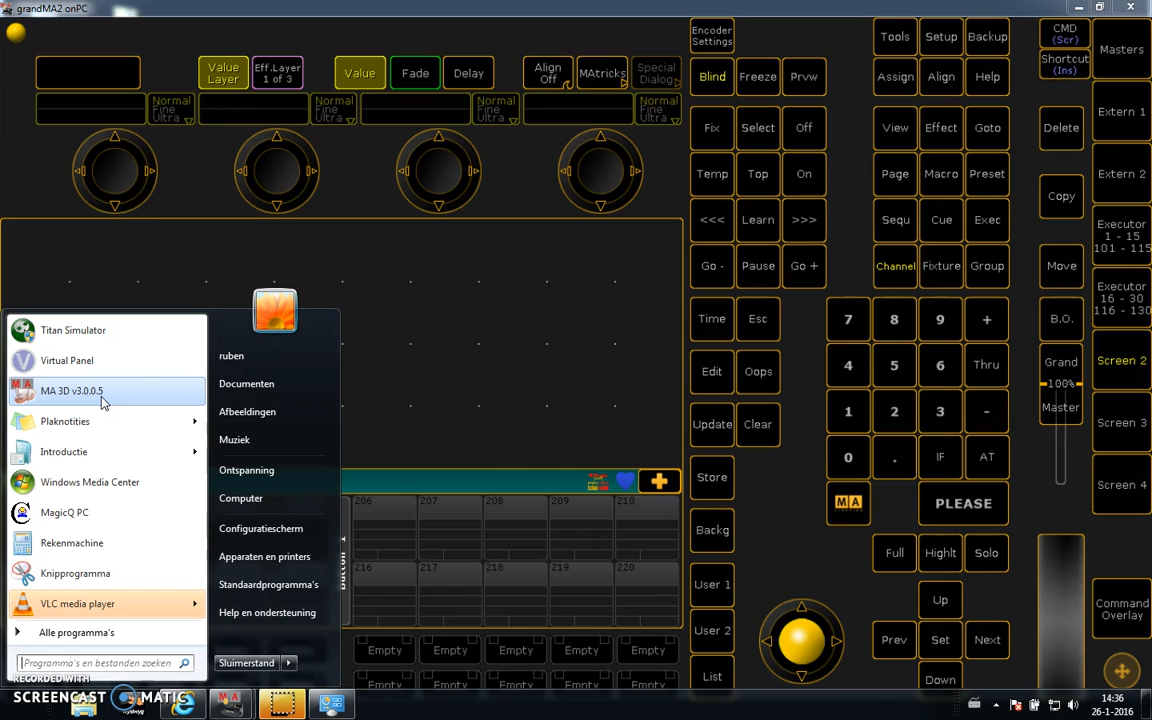 grandMA2 onPC
Value Layer
Eff.Layer 1 of 3
Value
Fade
Delay
Align Off
MAtricks
Special Dialog
Normal Fine Ultra
Normal Fine Ultra
Normal Fine Ultra
Normal Fine Ultra
Encoder Settings
Tools
Setup
Backup
CMD (Scr)
Shortcut (Ins)
Masters
Blind
Freeze
Prvw
Assign
Align
Help
Extern 1
Fix
Select
Off
View
Effect
Goto
Delete
Temp
Top
On
Page
Macro
Preset
Copy
Extern 2
<<<
Learn
>>>
Sequ
Cue
Exec
Executor 1 - 15 101 - 115
Go -
Pause
Go +
Channel
Fixture
Group
Move
Executor 16 - 30 116 - 130
Time
Esc
7
8
9
+
B.O.
Edit
Oops
4
5
6
Thru
Grand
100%
Master
Screen 2
Update
Clear
1
2
3
-
Screen 3
Store
0
.
IF
AT
Screen 4
Backg
MA
PLEASE
Full
Highlt
Solo
User 1
Up
User 2
Prev
Set
Next
Command Overlay
List
Down
206
207
208
209
210
216
217
218
219
220
Button 1
Empty
Empty
Empty
Empty
Empty
Empty
Empty
Empty
Empty
Empty
Titan Simulator
Virtual Panel
MA 3D v3.0.0.5
Plaknotities
Introductie
Windows Media Center
MagicQ PC
Rekenmachine
Knipprogramma
VLC media player
Alle programma's
Programma's en bestanden zoeken
ruben
Documenten
Afbeeldingen
Muziek
Ontspanning
Computer
Configuratiescherm
Apparaten en printers
Standaardprogramma's
Help en ondersteuning
Sluimerstand
RECORDED WITH
SCREENCAST MATIC
14:36
26-1-2016